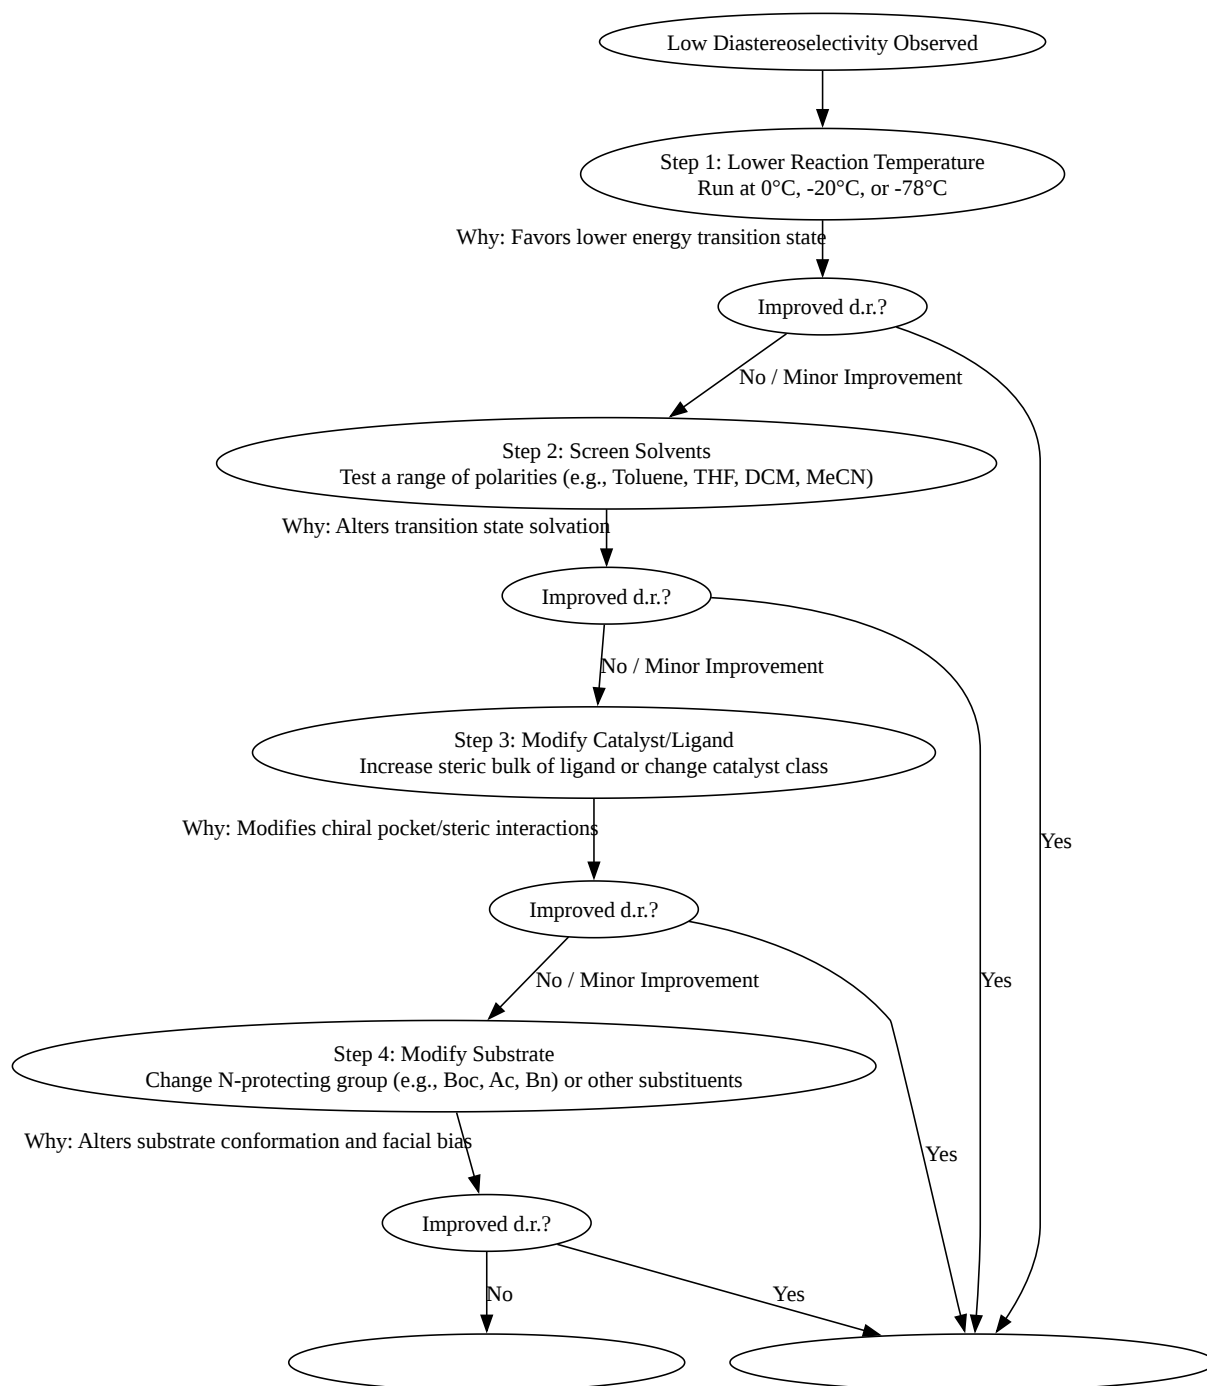 Low Diastereoselectivity Observed
Step 1: Lower Reaction Temperature
Run at 0°C, -20°C, or -78°C
Why: Favors lower energy transition state
Improved d.r.?
No / Minor Improvement
Step 2: Screen Solvents
Test a range of polarities (e.g., Toluene, THF, DCM, MeCN)
Why: Alters transition state solvation
Improved d.r.?
No / Minor Improvement
Step 3: Modify Catalyst/Ligand
Increase steric bulk of ligand or change catalyst class
Why: Modifies chiral pocket/steric interactions
Yes
Improved d.r.?
No / Minor Improvement
Yes
Step 4: Modify Substrate
Change N-protecting group (e.g., Boc, Ac, Bn) or other substituents
Why: Alters substrate conformation and facial bias
Yes
Improved d.r.?
No
Yes